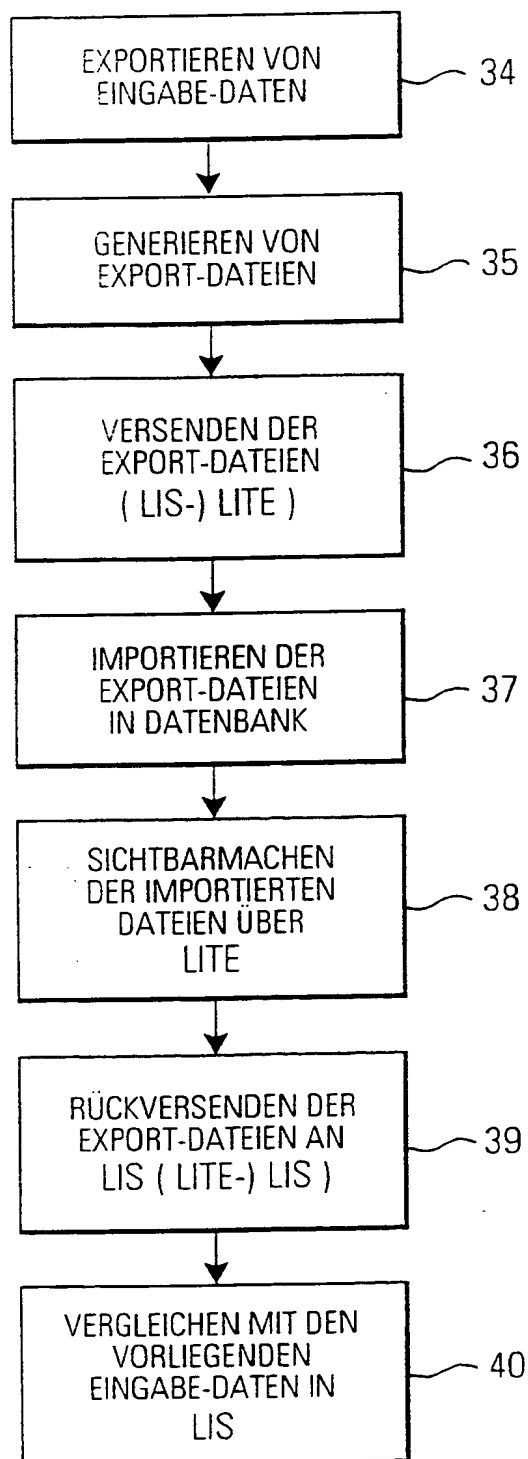 EXPORTIEREN VON
EINGABE-DATEN
34
GENERIEREN VON
EXPORT-DATEIEN
35
VERSENDEN DER
EXPORT-DATEIEN
( LIS-) LITE )
36
IMPORTIEREN DER
EXPORT-DATEIEN
IN DATENBANK
37
SICHTBARMACHEN
DER IMPORTIERTEN
DATEIEN ÜBER
LITE
38
RÜCKVERSENDEN DER
EXPORT-DATEIEN AN
LIS ( LITE-) LIS )
39
VERGLEICHEN MIT DEN
VORLIEGENDEN
EINGABE-DATEN IN
LIS
40